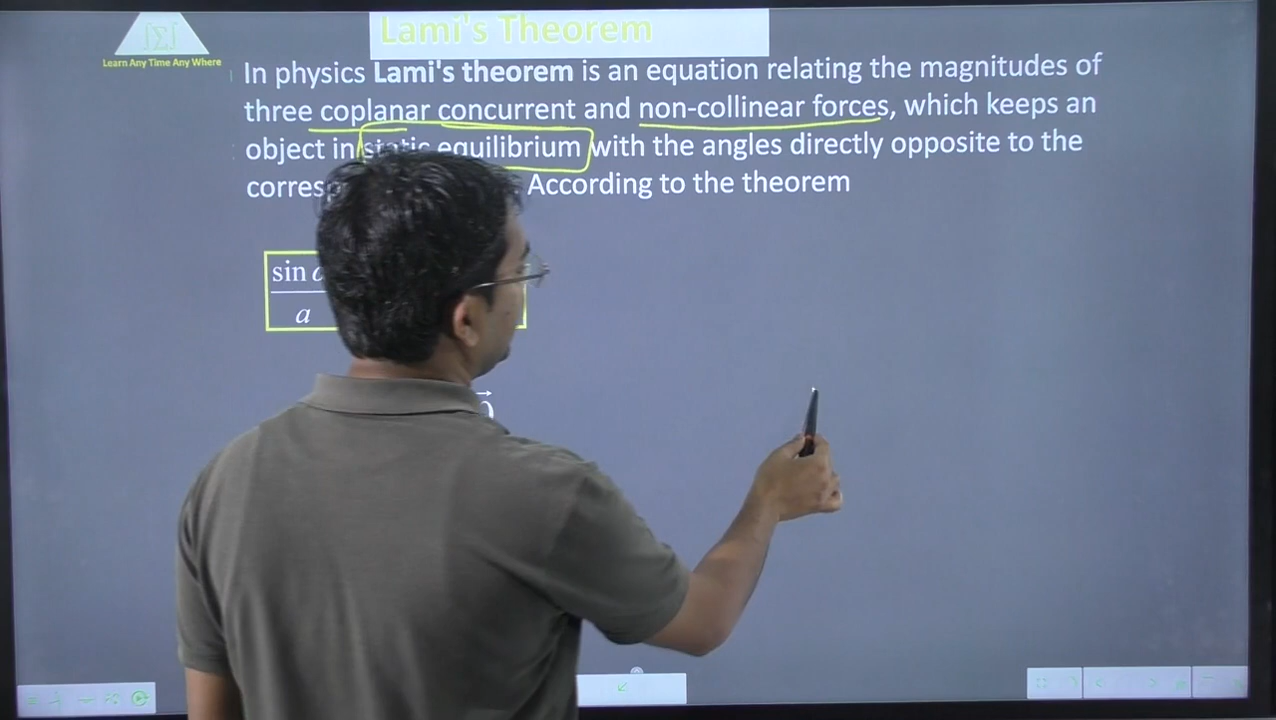 Lami's Theorem
∫∑∫
Learn Any Time Any Where
In physics Lami's theorem is an equation relating the magnitudes of
three coplanar concurrent and non-collinear forces, which keeps an
object in static equilibrium with the angles directly opposite to the
According to the theorem
sin
a